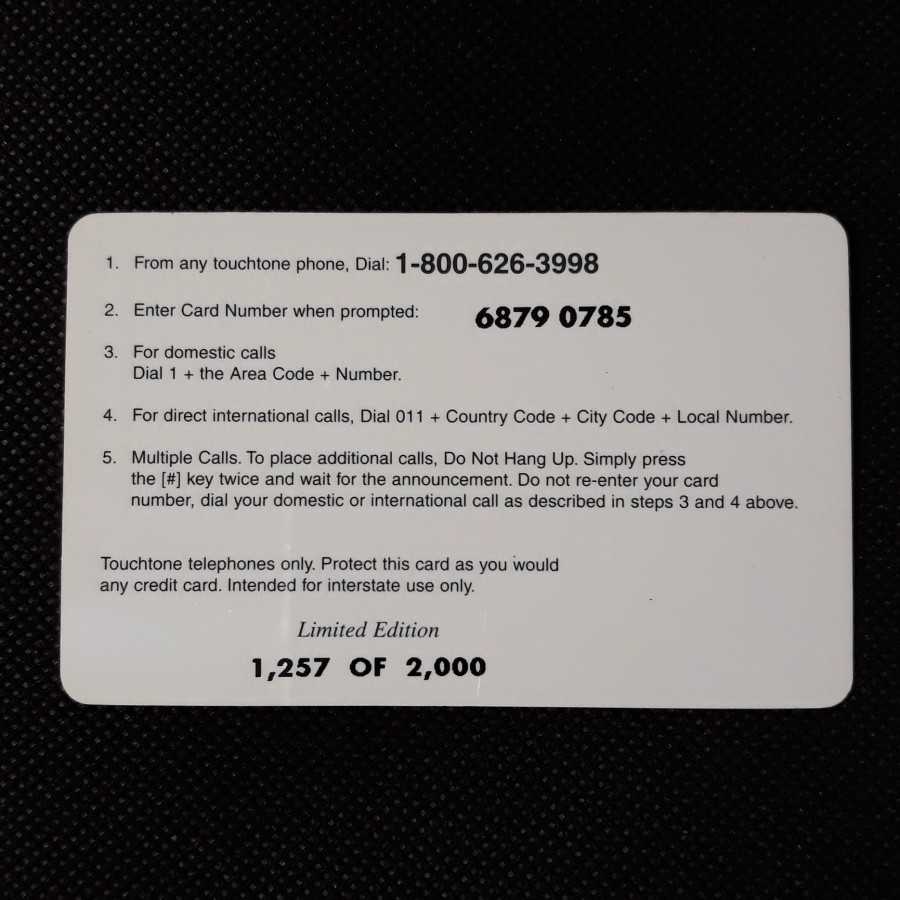 1. From any touchtone phone, Dial: 1-800-626-3998
2. Enter Card Number when prompted: 6879 0785
3. For domestic calls
Dial 1 + the Area Code + Number.
4. For direct international calls, Dial 011 + Country Code + City Code + Local Number.
5. Multiple Calls. To place additional calls, Do Not Hang Up. Simply press
the [#] key twice and wait for the announcement. Do not re-enter your card
number, dial your domestic or international call as described in steps 3 and 4 above.
Touchtone telephones only. Protect this card as you would
any credit card. Intended for interstate use only.
Limited Edition
1,257 OF 2,000